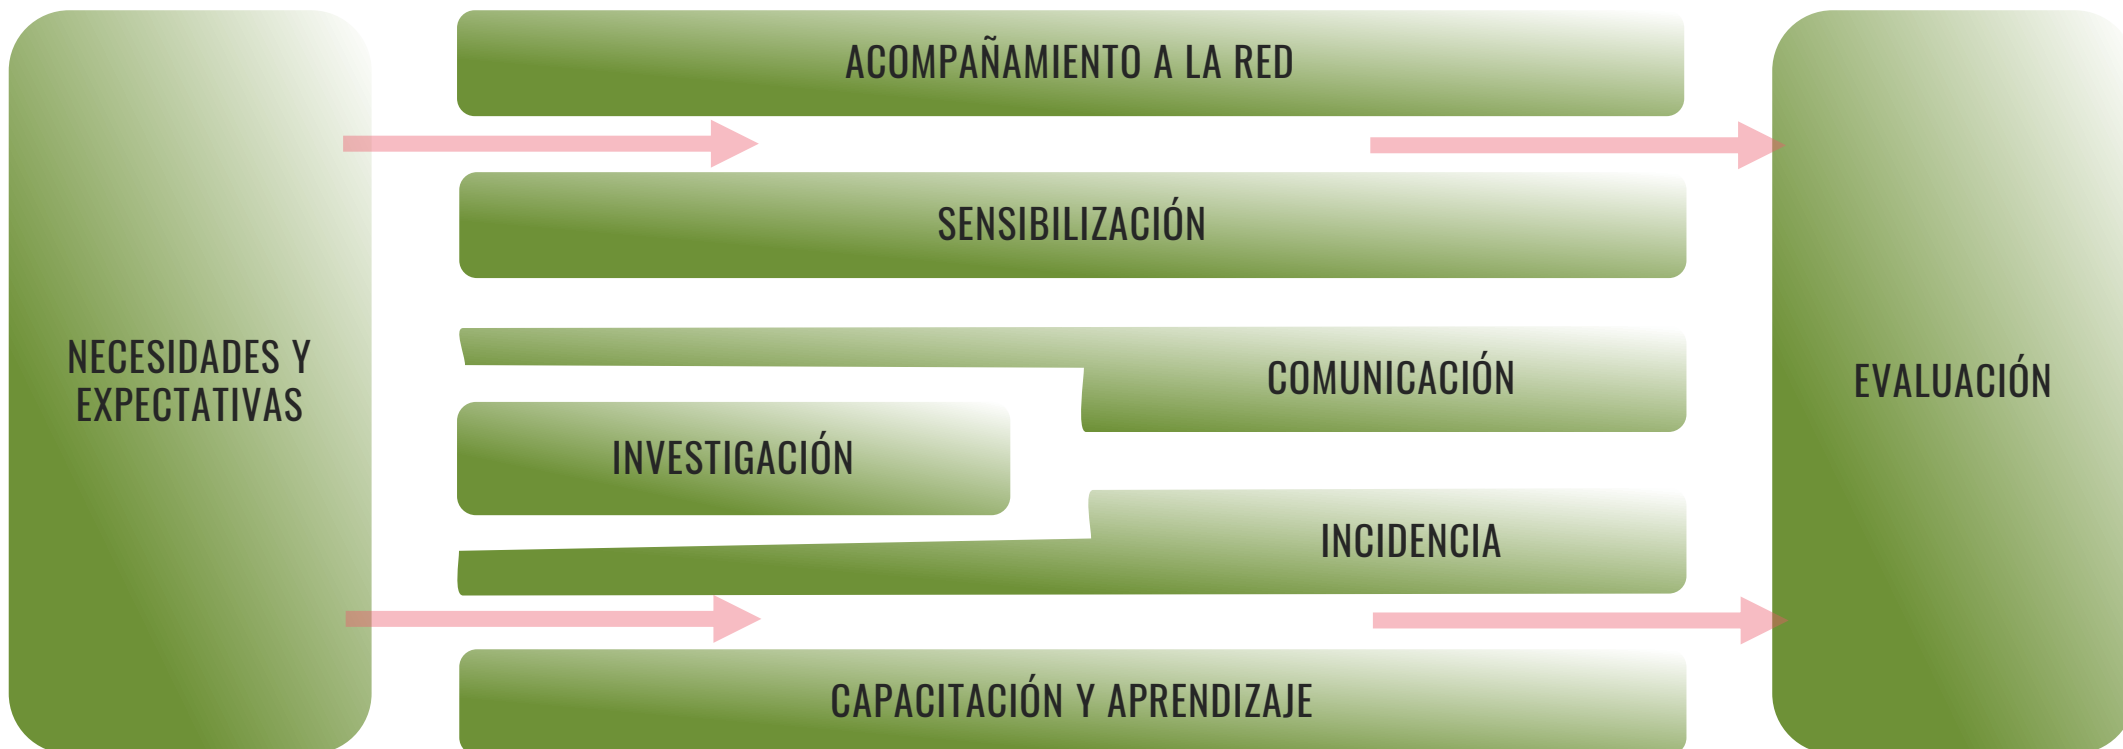 ACOMPAÑAMIENTO A LA RED
SENSIBILIZACIÓN
NECESIDADES Y
EXPECTATIVAS
COMUNICACIÓN
EVALUACIÓN
INVESTIGACIÓN
INCIDENCIA
CAPACITACIÓN Y APRENDIZAJE